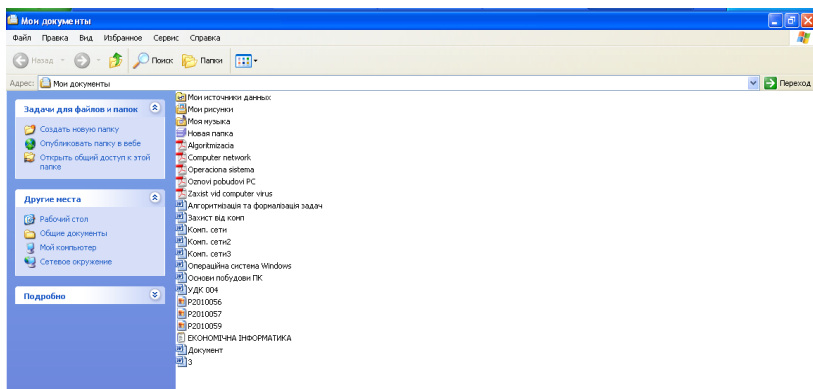 Мои документы
Файл Правка Вид Избранное Сервис Справка
Назад Поиск Папки
Адрес: Мои документы Переход
Задачи для файлов и папок
Создать новую папку
Опубликовать папку в вебе
Открыть общий доступ к этой папке
Другие места
Рабочий стол
Общие документы
Мой компьютер
Сетевое окружение
Подробно
Мои источники данных
Мои рисунки
Моя музыка
Новая папка
Algoritmizacia
Computer network
Operaciona sistema
Oznovi pobudovi PC
Zaxist vid computer virus
Алгоритмізація та формалізація задач
Захист від комп
Комп. сети
Комп. сети2
Комп. сети3
Операційна система Windows
Основи побудови ПК
УДК 004
P2010056
P2010057
P2010059
ЕКОНОМІЧНА ІНФОРМАТИКА
Документ
3